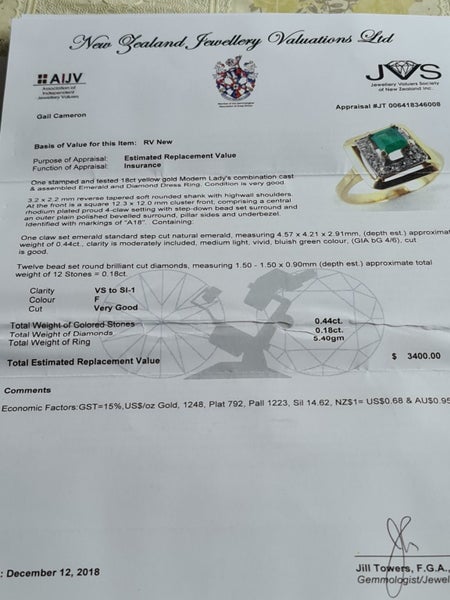 New Zealand Jewellery Valuations Ltd
AIJV
Association of
Independent
Jewellery Valuers
JVS
Jewellery Valuers Society
of New Zealand Inc.
Gail Cameron
Appraisal #JT 006418346008
Basis of Value for this Item: RV New
Purpose of Appraisal: Estimated Replacement Value
Function of Appraisal: Insurance
One stamped and tested 18ct yellow gold Modern Lady's combination cast
& assembled Emerald and Diamond Dress Ring. Condition is very good
3.2 x 2.2 mm reverse tapered soft rounded shank with highwall shoulders.
At the front is a square 12.3 x 12.0 mm cluster front, comprising a central
rhodium plated proud 4-claw setting with step-down bead set surround and
an outer plain polished bevelled surround, pillar sides and underbezel
Identified with markings of "A18". Containing:
One claw set emerald standard step cut natural emerald, measuring 4.57 x 4.21 x 2.91mm, (depth est.) approximat
weight of 0.44ct., clarity is moderately included, medium light, vivid, bluish green colour, (GIA bG 4/6), cut
is good.
Twelve bead set round brilliant cut diamonds, measuring 1.50 - 1.50 x 0.90mm (depth est.) approximate total
weight of 12 Stones = 0.18ct.
Clarity VS to SI-1
Colour F
Cut Very Good
Total Weight of Colored Stones 0.44ct.
Total Weight of Diamonds 0.18ct.
Total Weight of Ring 5.40gm
Total Estimated Replacement Value $ 3400.00
Comments
Economic Factors:GST=15%,US$/oz Gold, 1248, Plat 792, Pall 1223, Sil 14.62, NZ$1= US$0.68 & AU$0.95
: December 12, 2018
Jill Towers, F.G.A.,
Gemmologist/Jewel